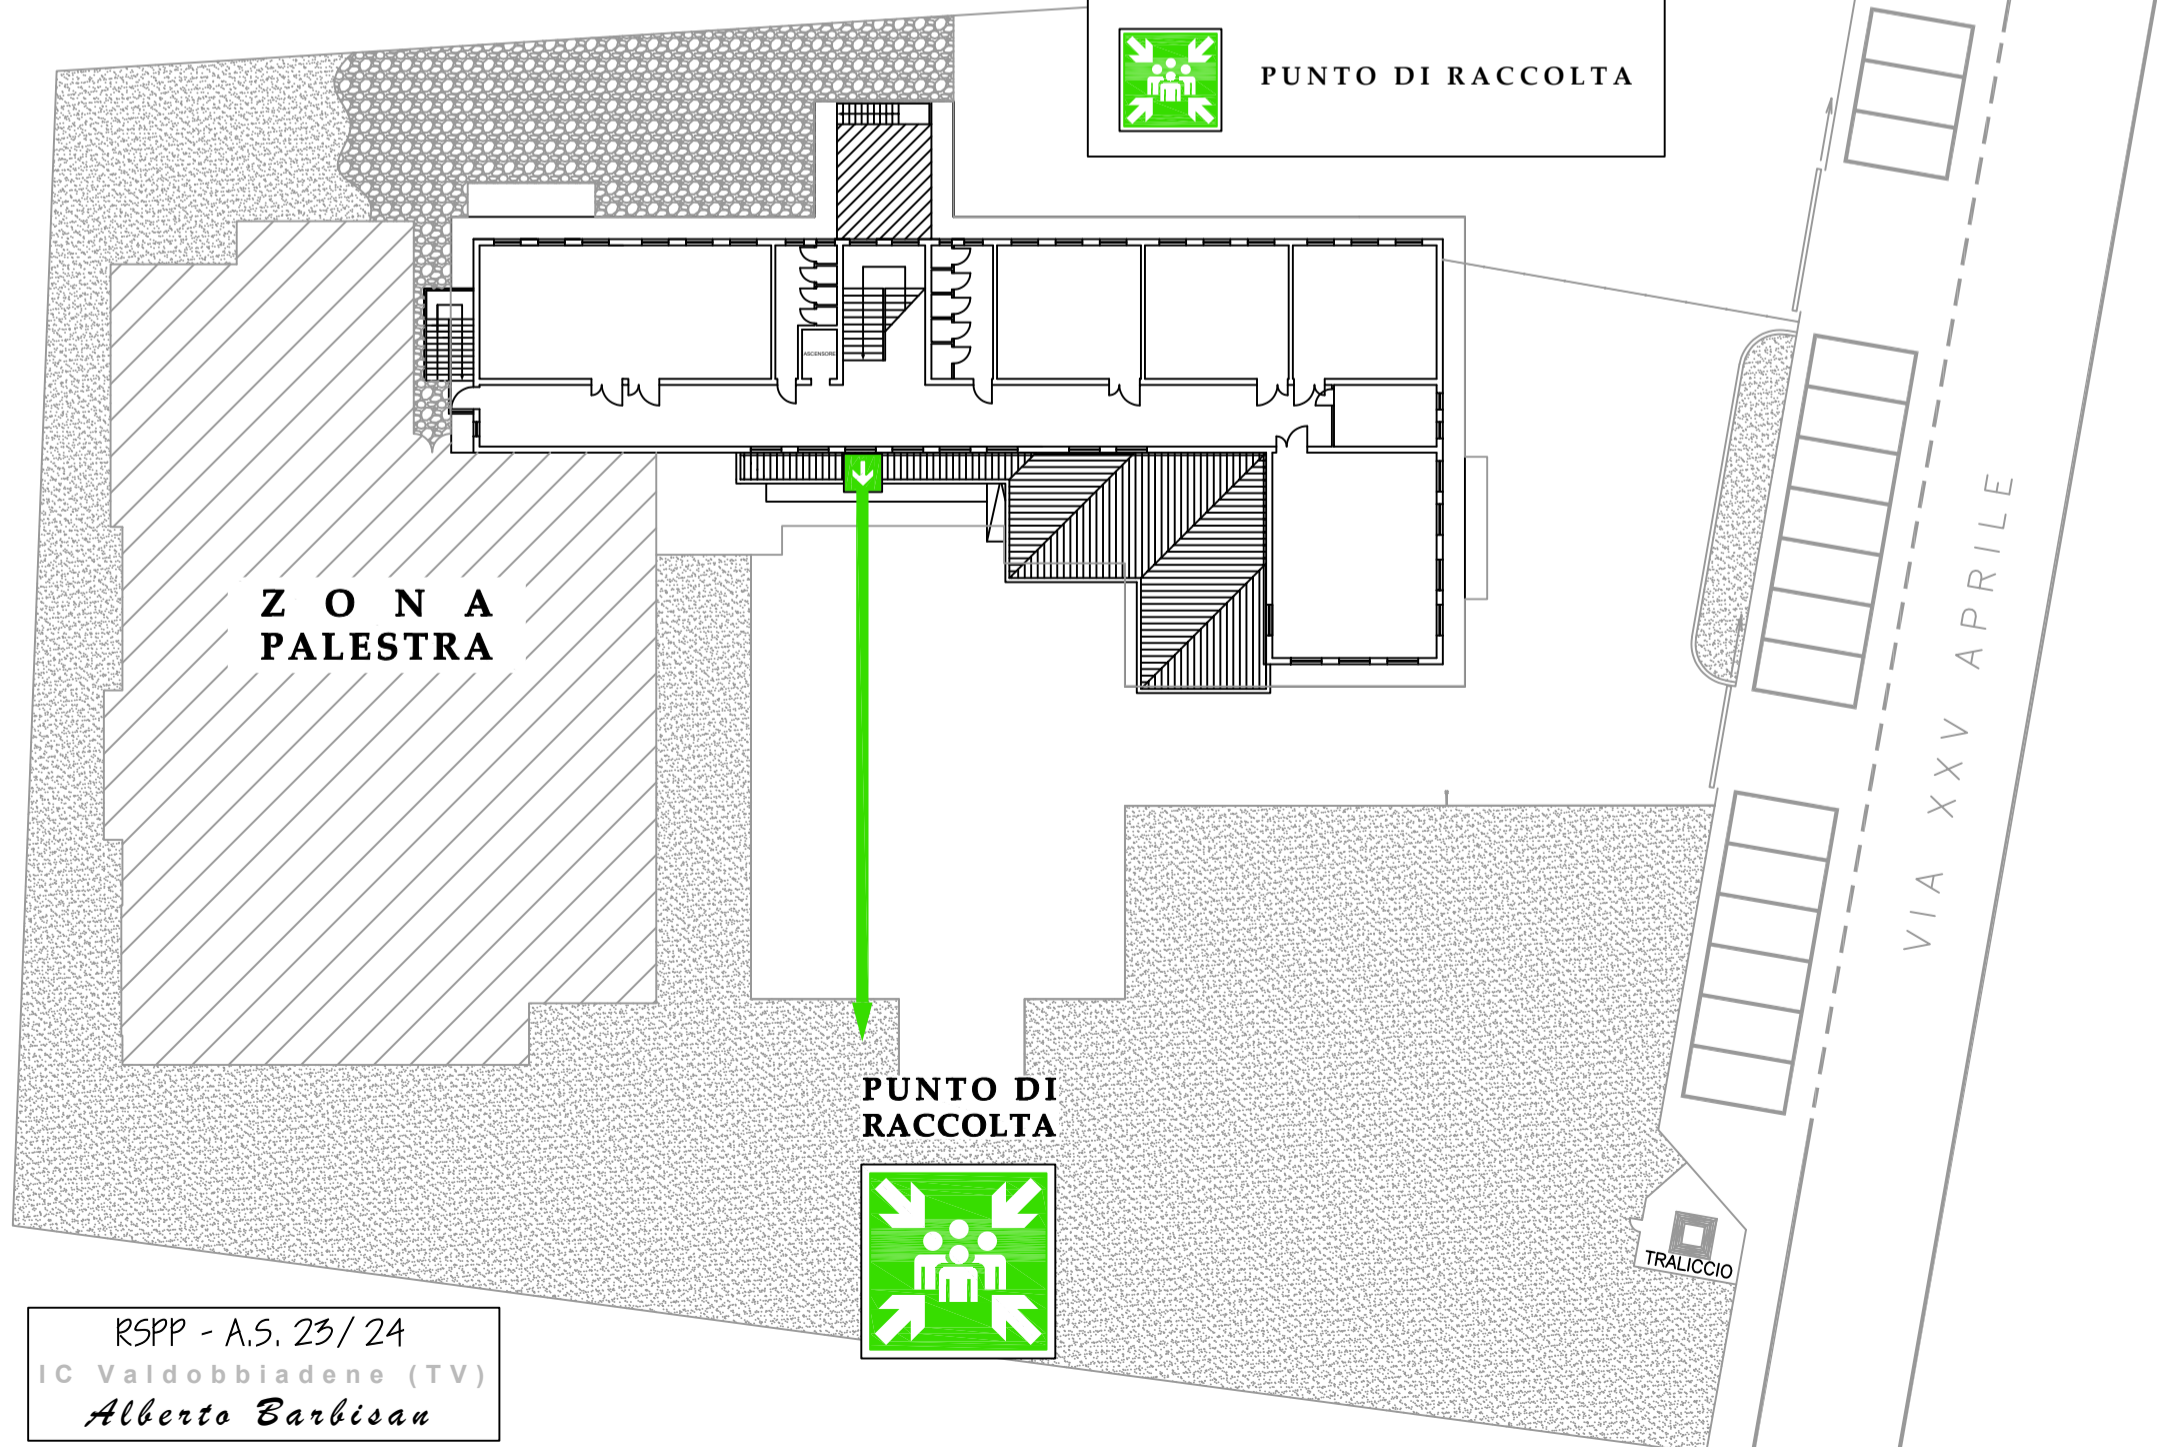 PUNTO DI RACCOLTA
ASCENSORE
ZONA
PALESTRA
VIA XXV APRILE
PUNTO DI
RACCOLTA
TRALICCIO
RSPP - A.S. 23/24
IC Valdobbiadene (TV)
Alberto Barbisan